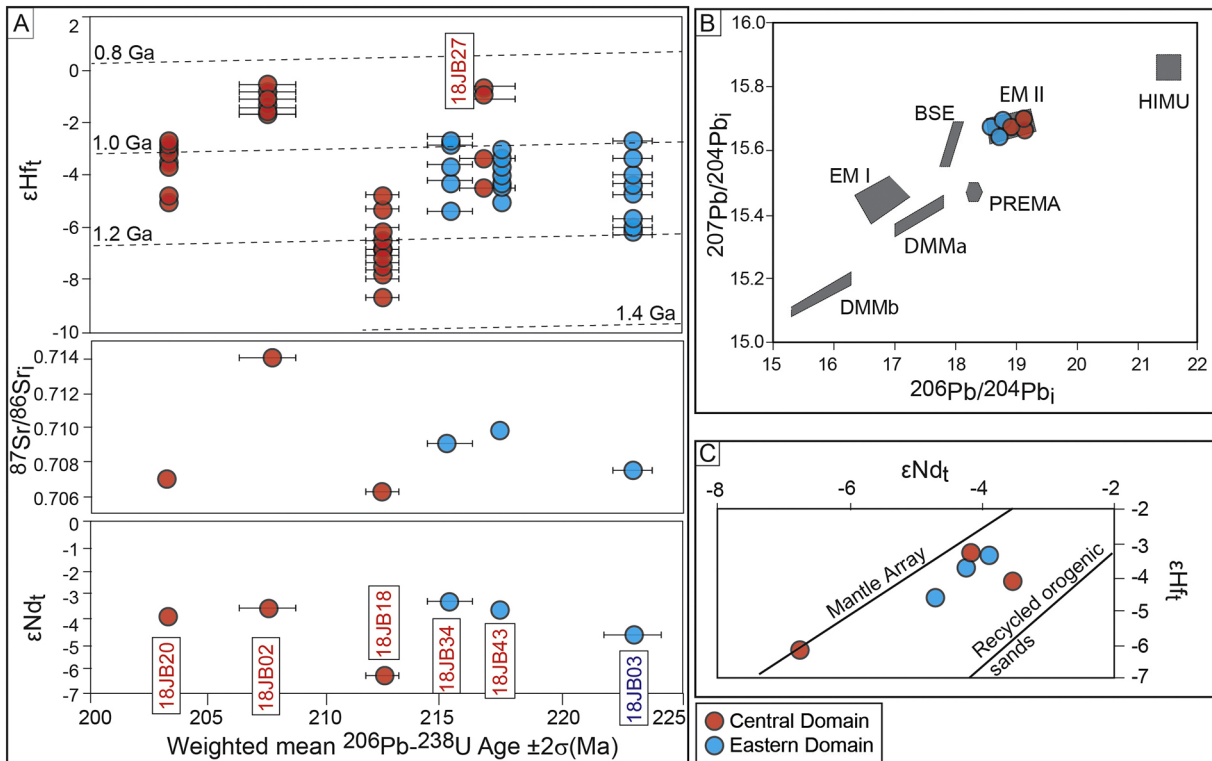 A
2
0
-2
-4
-6
-8
-10
εHft
0.8 Ga
1.0 Ga
1.2 Ga
1.4 Ga
18JB27
0.714
0.712
0.710
0.708
0.706
87Sr/86Sri
0
-1
-2
-3
-4
-5
-6
-7
εNdt
18JB20
18JB02
18JB18
18JB34
18JB43
18JB03
200
205
210
215
220
225
Weighted mean 206Pb-238U Age ±2σ(Ma)
B
16.0
15.8
15.6
15.4
15.2
15.0
207Pb/204Pbi
EM II
BSE
HIMU
EM I
PREMA
DMMa
DMMb
15
16
17
18
19
20
21
22
206Pb/204Pbi
C
εNdt
-8
-6
-4
-2
-2
-3
-4
-5
-6
-7
εHft
Mantle Array
Recycled orogenic
sands
Central Domain
Eastern Domain